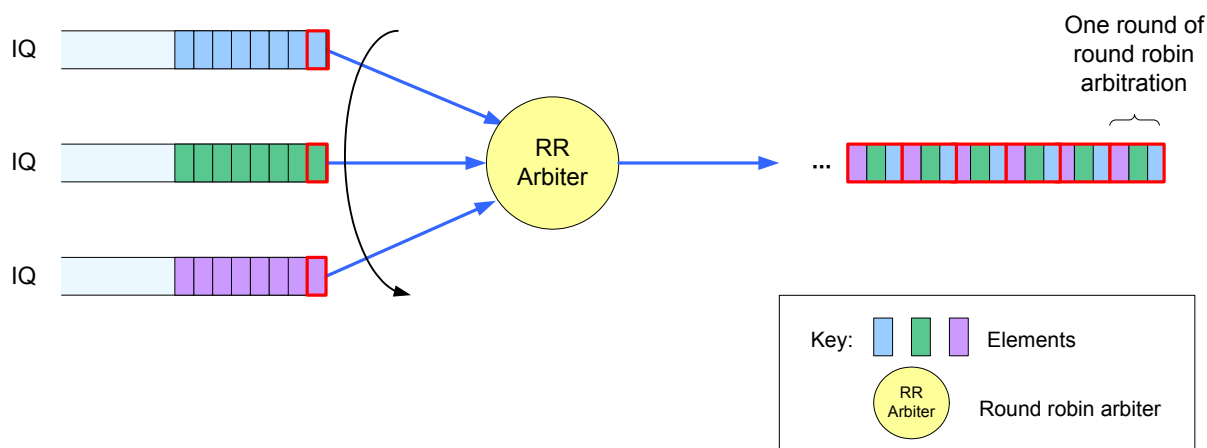 IQ
IQ
IQ
RR
Arbiter
One round of
round robin
arbitration
...
Key:
Elements
RR
Arbiter
Round robin arbiter